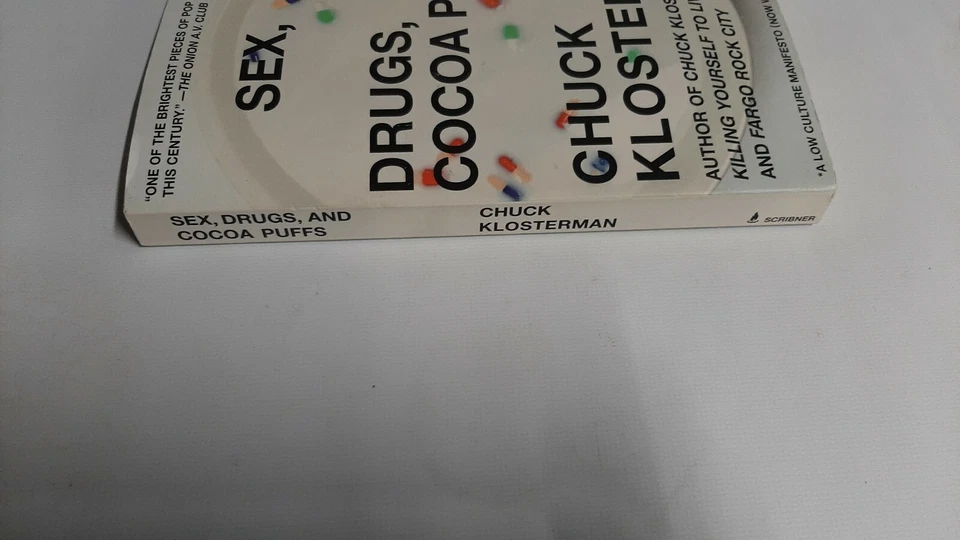 "ONE OF THE BRIGHTEST PIECES OF POP
THIS CENTURY." —THE ONION A.V. CLUB
SEX,
DRUGS,
COCOA P
CHUCK
KLOSTE
AUTHOR OF CHUCK KLOS
KILLING YOURSELF TO LI
AND FARGO ROCK CITY
*A LOW CULTURE MANIFESTO (NOW
SEX, DRUGS, AND
COCOA PUFFS
CHUCK
KLOSTERMAN
SCRIBNER